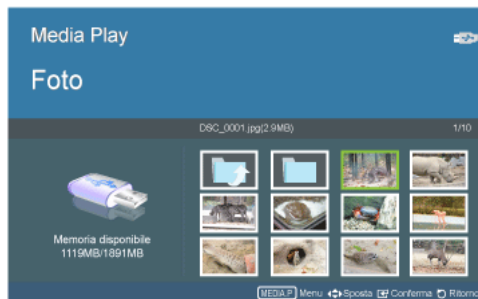 Media Play
Foto
DSC_0001.jpg(2.9MB) 1/10
Memoria disponibile
1119MB/1891MB
MEDIA.P Menu Sposta Conferma Ritorno